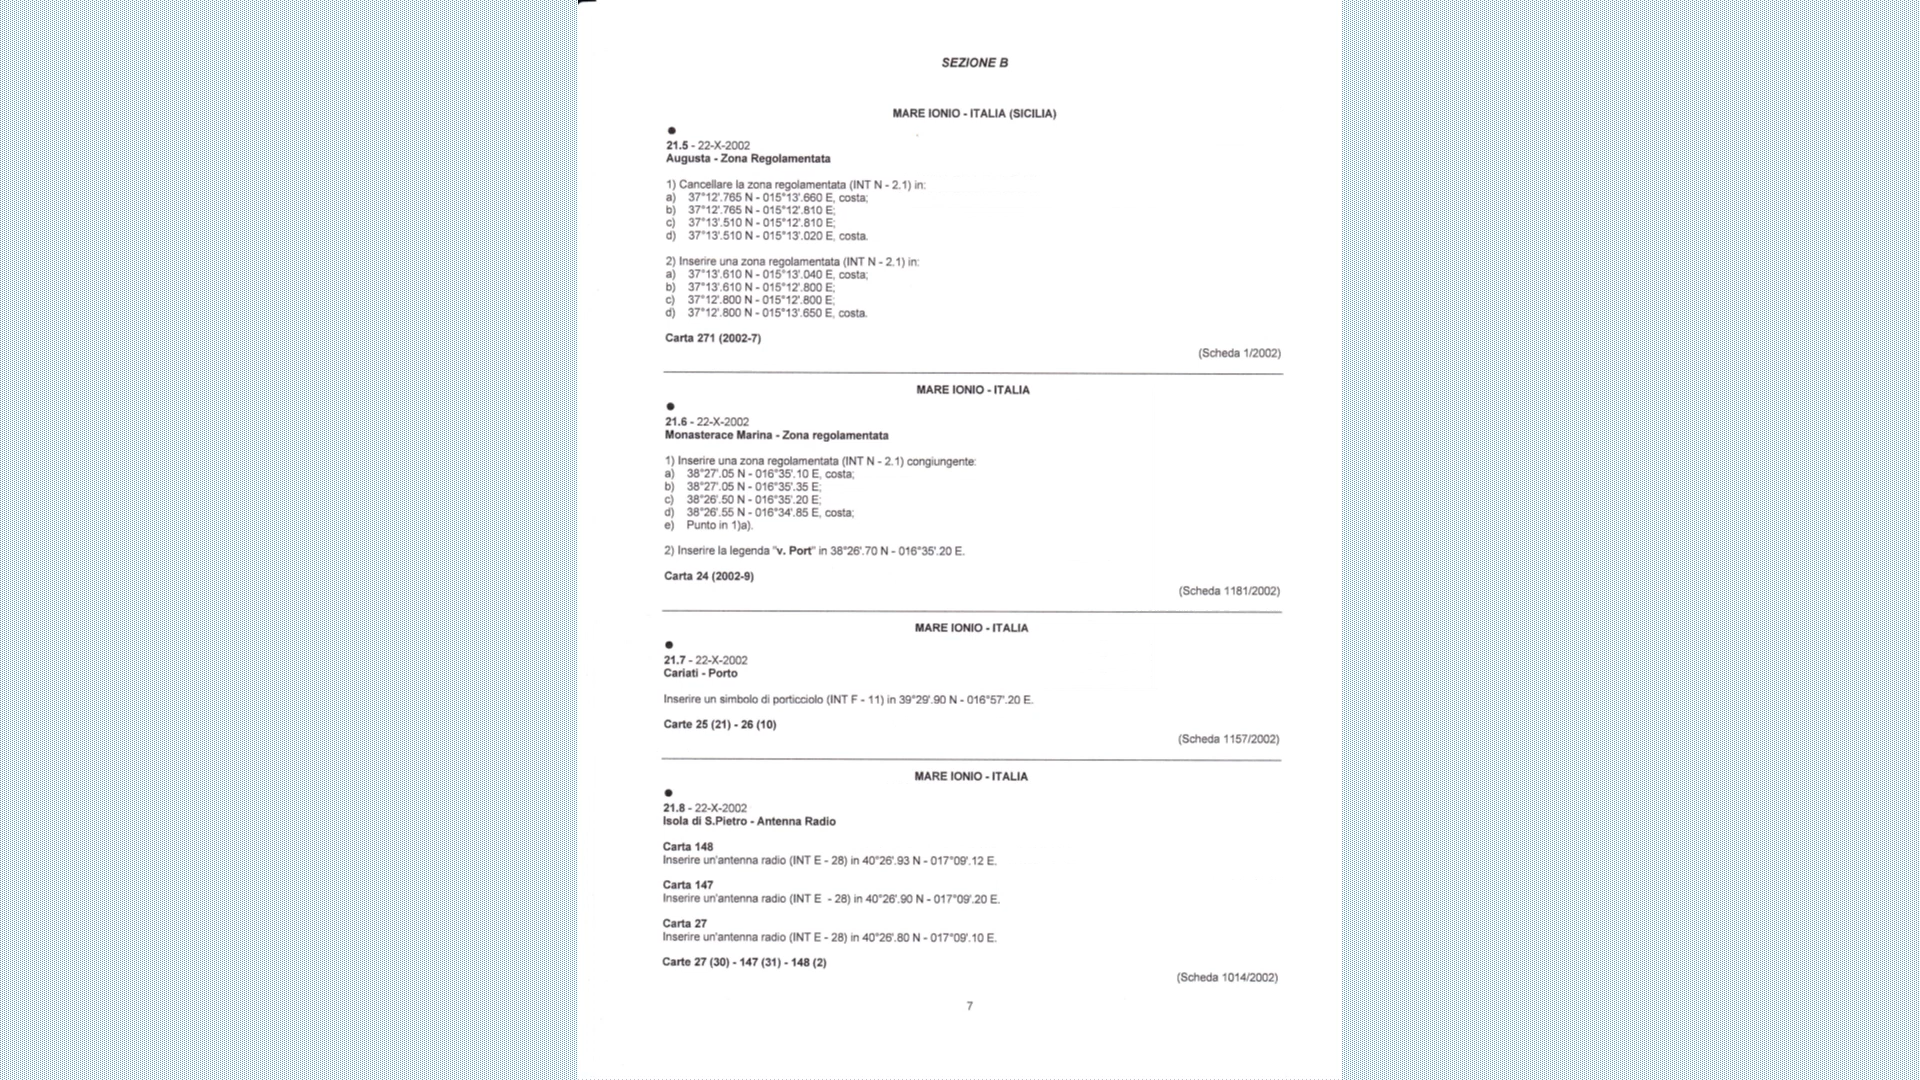 SEZIONE B
MARE IONIO - ITALIA (SICILIA)
●
21.5 - 22-X-2002
Augusta - Zona Regolamentata
1) Cancellare la zona regolamentata (INT N - 2.1) in:
a) 37°12'.765 N - 015°13'.660 E, costa;
b) 37°12'.765 N - 015°12'.810 E;
c) 37°13'.510 N - 015°12'.810 E;
d) 37°13'.510 N - 015°13'.020 E, costa.
2) Inserire una zona regolamentata (INT N - 2.1) in:
a) 37°13'.610 N - 015°13'.040 E, costa;
b) 37°13'.610 N - 015°12'.800 E;
c) 37°12'.800 N - 015°12'.800 E;
d) 37°12'.800 N - 015°13'.650 E, costa.
Carta 271 (2002-7)
(Scheda 1/2002)
MARE IONIO - ITALIA
●
21.6 - 22-X-2002
Monasterace Marina - Zona regolamentata
1) Inserire una zona regolamentata (INT N - 2.1) congiungente:
a) 38°27'.05 N - 016°35'.10 E, costa;
b) 38°27'.05 N - 016°35'.35 E;
c) 38°26'.50 N - 016°35'.20 E;
d) 38°26'.55 N - 016°34'.85 E, costa;
e) Punto in 1)a).
2) Inserire la legenda "v. Port" in 38°26'.70 N - 016°35'.20 E.
Carta 24 (2002-9)
(Scheda 1181/2002)
MARE IONIO - ITALIA
●
21.7 - 22-X-2002
Cariati - Porto
Inserire un simbolo di porticciolo (INT F - 11) in 39°29'.90 N - 016°57'.20 E.
Carte 25 (21) - 26 (10)
(Scheda 1157/2002)
MARE IONIO - ITALIA
●
21.8 - 22-X-2002
Isola di S.Pietro - Antenna Radio
Carta 148
Inserire un'antenna radio (INT E - 28) in 40°26'.93 N - 017°09'.12 E.
Carta 147
Inserire un'antenna radio (INT E - 28) in 40°26'.90 N - 017°09'.20 E.
Carta 27
Inserire un'antenna radio (INT E - 28) in 40°26'.80 N - 017°09'.10 E.
Carte 27 (30) - 147 (31) - 148 (2)
(Scheda 1014/2002)
7